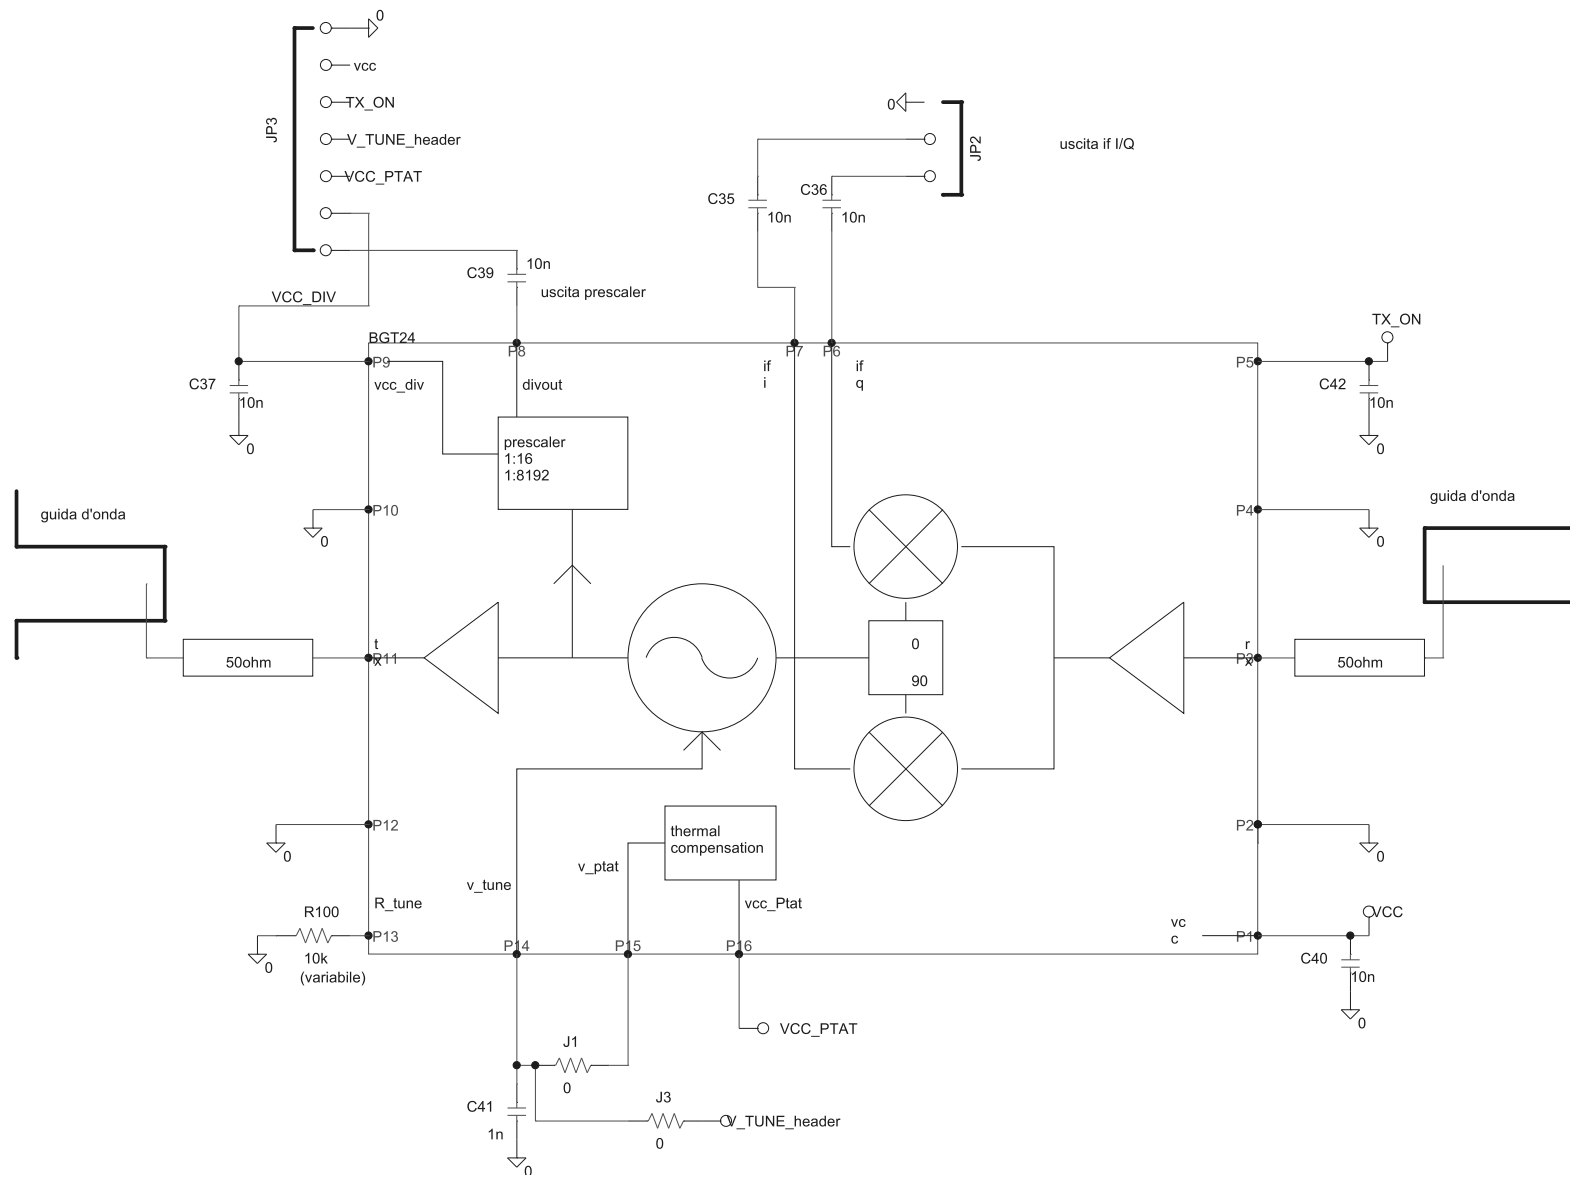 0
vcc
TX_ON
JP3
V_TUNE_header
VCC_PTAT
0
JP2
uscita if I/Q
C35
10n
C36
10n
C39
10n
uscita prescaler
VCC_DIV
BGT24
P8
P7
P6
TX_ON
P9
vcc_div
divout
if
i
if
q
P5
C37
10n
0
C42
10n
0
prescaler
1:16
1:8192
guida d'onda
guida d'onda
P10
0
P4
0
50ohm
t
x
P11
0
90
r
x
P3
50ohm
P12
0
P2
0
thermal
compensation
v_ptat
v_tune
vcc_Ptat
R_tune
R100
P13
0
10k
(variabile)
P14
P15
P16
vc
c
P1
VCC
C40
10n
0
VCC_PTAT
J1
0
C41
1n
0
J3
0
V_TUNE_header